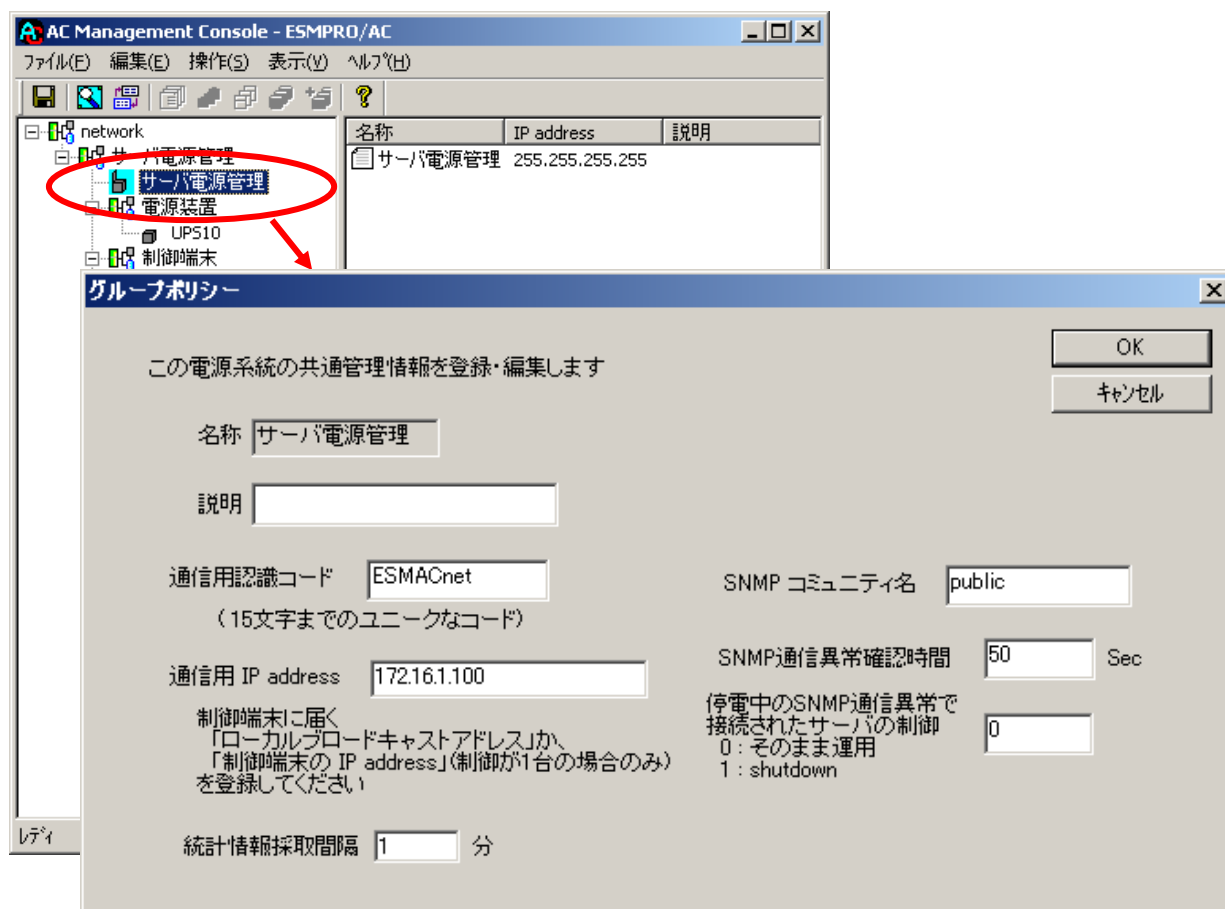 AC Management Console - ESMPRO/AC
ファイル(F) 編集(E) 操作(S) 表示(V) ヘルプ(H)
network
サーバ電源管理
サーバ電源管理
電源装置
UPS10
制御端末
名称 IP address 説明
サーバ電源管理 255.255.255.255
レディ
グループポリシー
この電源系統の共通管理情報を登録・編集します
OK
キャンセル
名称 サーバ電源管理
説明
通信用認識コード ESMACnet
(15文字までのユニークなコード)
通信用 IP address 172.16.1.100
制御端末に届く
「ローカルブロードキャストアドレス」か、
「制御端末の IP address」(制御が1台の場合のみ)
を登録してください
統計情報採取間隔 1 分
SNMP コミュニティ名 public
SNMP通信異常確認時間 50 Sec
停電中のSNMP通信異常で
接続されたサーバの制御 0
0 : そのまま運用
1 : shutdown